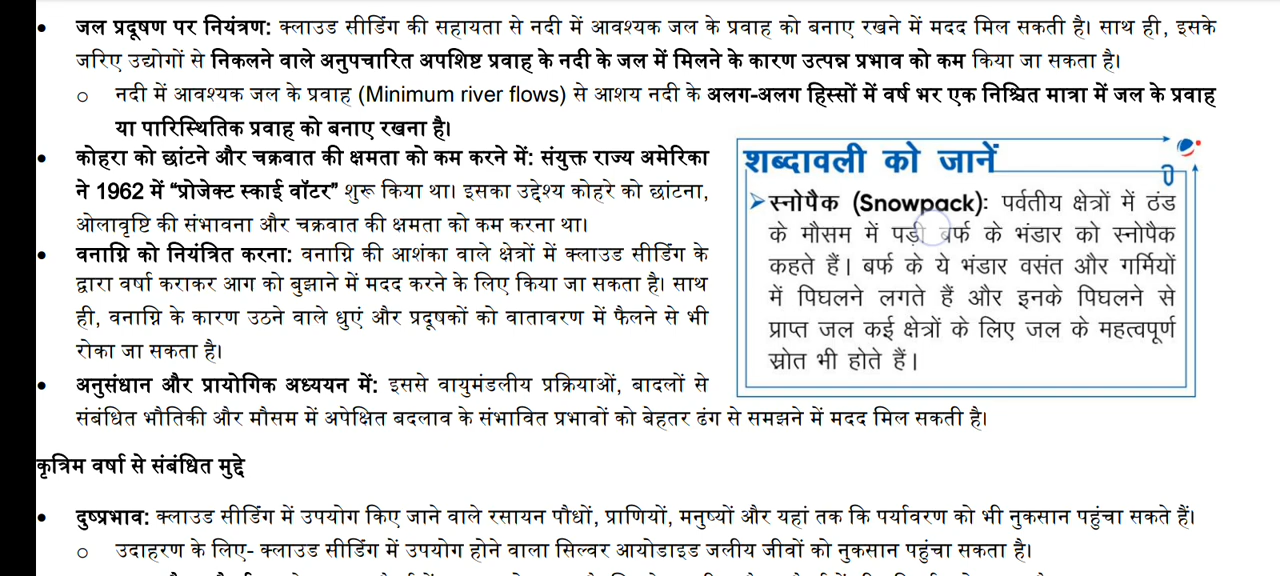 • जल प्रदूषण पर नियंत्रण: क्लाउड सीडिंग की सहायता से नदी में आवश्यक जल के प्रवाह को बनाए रखने में मदद मिल सकती है। साथ ही, इसके
जरिए उद्योगों से निकलने वाले अनुपचारित अपशिष्ट प्रवाह के नदी के जल में मिलने के कारण उत्पन्न प्रभाव को कम किया जा सकता है।
o नदी में आवश्यक जल के प्रवाह (Minimum river flows) से आशय नदी के अलग-अलग हिस्सों में वर्ष भर एक निश्चित मात्रा में जल के प्रवाह
या पारिस्थितिक प्रवाह को बनाए रखना है।
• कोहरा को छांटने और चक्रवात की क्षमता को कम करने में: संयुक्त राज्य अमेरिका
ने 1962 में “प्रोजेक्ट स्काई वॉटर” शुरू किया था। इसका उद्देश्य कोहरे को छांटना,
ओलावृष्टि की संभावना और चक्रवात की क्षमता को कम करना था।
• वनाग्नि को नियंत्रित करना: वनाग्नि की आशंका वाले क्षेत्रों में क्लाउड सीडिंग के
द्वारा वर्षा कराकर आग को बुझाने में मदद करने के लिए किया जा सकता है। साथ
ही, वनाग्नि के कारण उठने वाले धुएं और प्रदूषकों को वातावरण में फैलने से भी
रोका जा सकता है।
• अनुसंधान और प्रायोगिक अध्ययन में: इससे वायुमंडलीय प्रक्रियाओं, बादलों से
संबंधित भौतिकी और मौसम में अपेक्षित बदलाव के संभावित प्रभावों को बेहतर ढंग से समझने में मदद मिल सकती है।
शब्दावली को जानें
➤ स्नोपैक (Snowpack): पर्वतीय क्षेत्रों में ठंड
के मौसम में पड़ी बर्फ के भंडार को स्नोपैक
कहते हैं। बर्फ के ये भंडार वसंत और गर्मियों
में पिघलने लगते हैं और इनके पिघलने से
प्राप्त जल कई क्षेत्रों के लिए जल के महत्वपूर्ण
स्रोत भी होते हैं।
कृत्रिम वर्षा से संबंधित मुद्दे
• दुष्प्रभाव: क्लाउड सीडिंग में उपयोग किए जाने वाले रसायन पौधों, प्राणियों, मनुष्यों और यहां तक कि पर्यावरण को भी नुकसान पहुंचा सकते हैं।
o उदाहरण के लिए- क्लाउड सीडिंग में उपयोग होने वाला सिल्वर आयोडाइड जलीय जीवों को नुकसान पहुंचा सकता है।